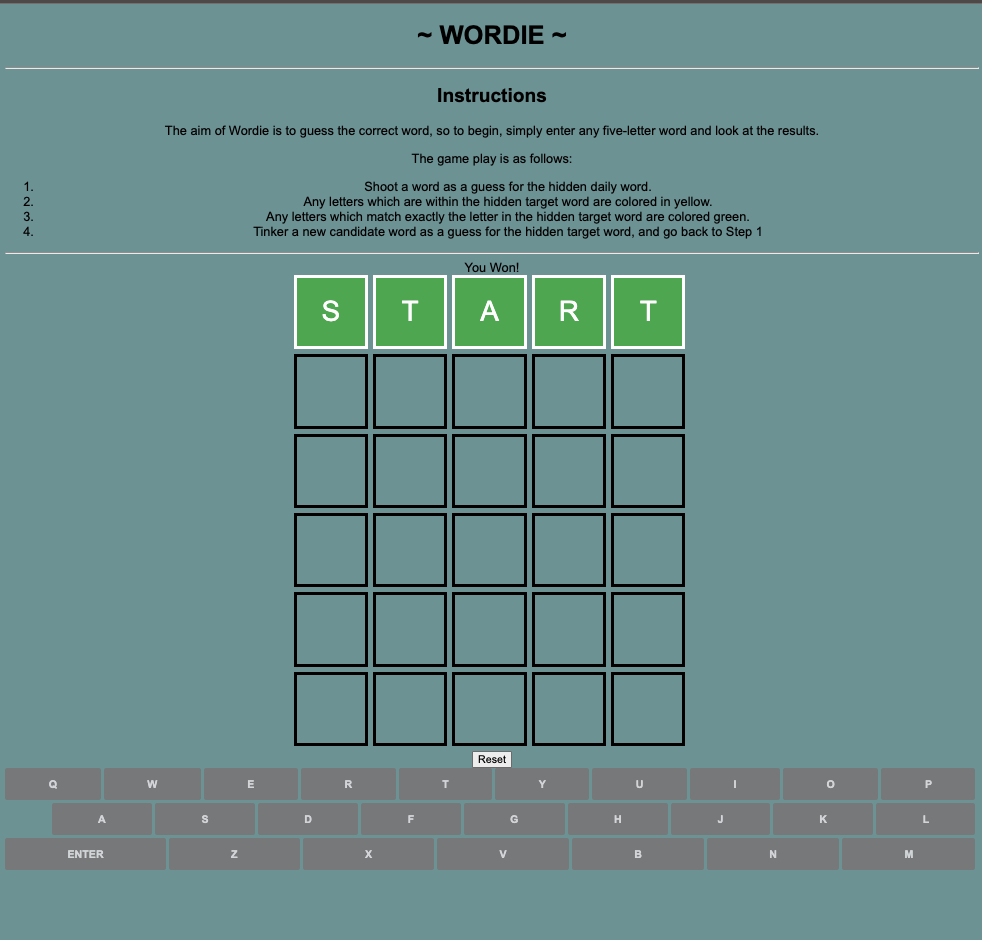 ~ WORDIE ~
Instructions
The aim of Wordie is to guess the correct word, so to begin, simply enter any five-letter word and look at the results.
The game play is as follows:
1. Shoot a word as a guess for the hidden daily word.
2. Any letters which are within the hidden target word are colored in yellow.
3. Any letters which match exactly the letter in the hidden target word are colored green.
4. Tinker a new candidate word as a guess for the hidden target word, and go back to Step 1
You Won!
S T A R T
Reset
Q W E R T Y U I O P
A S D F G H J K L
ENTER Z X V B N M